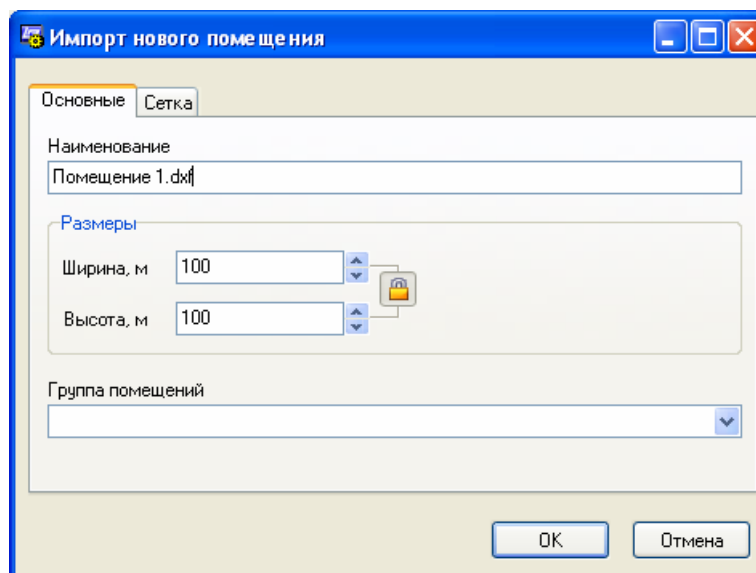 Импорт нового помещения
Основные Сетка
Наименование
Помещение 1.dxf
Размеры
Ширина, м 100
Высота, м 100
Группа помещений
OK Отмена